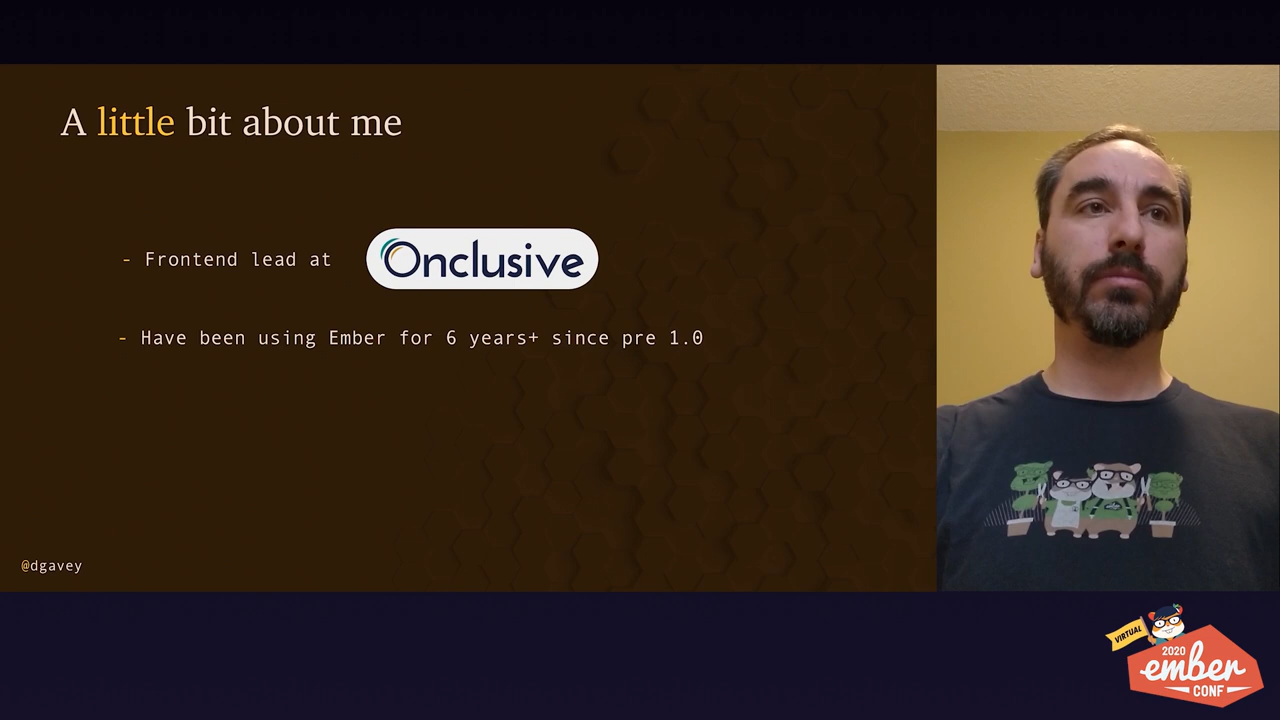 A little bit about me
- Frontend lead at Onclusive
- Have been using Ember for 6 years+ since pre 1.0
@dgavey
VIRTUAL
2020
ember
CONF